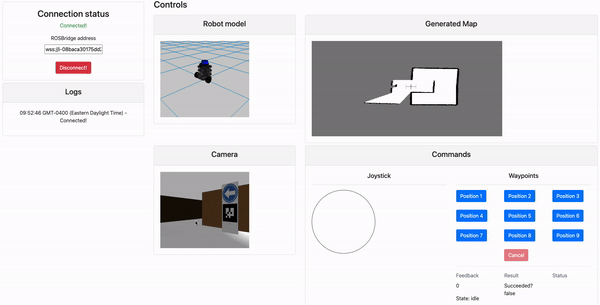 Connection status
Connected!
ROSBridge address
Disconnect!
Logs
09:52:46 GMT-0400 (Eastern Daylight Time) -
Connected!
Controls
Robot model
Generated Map
Camera
Commands
Joystick
Waypoints
Position 1 Position 2 Position 3
Position 4 Position 5 Position 6
Position 7 Position 8 Position 9
Cancel
Feedback Result Status
0 Succeeded?
false
State: idle